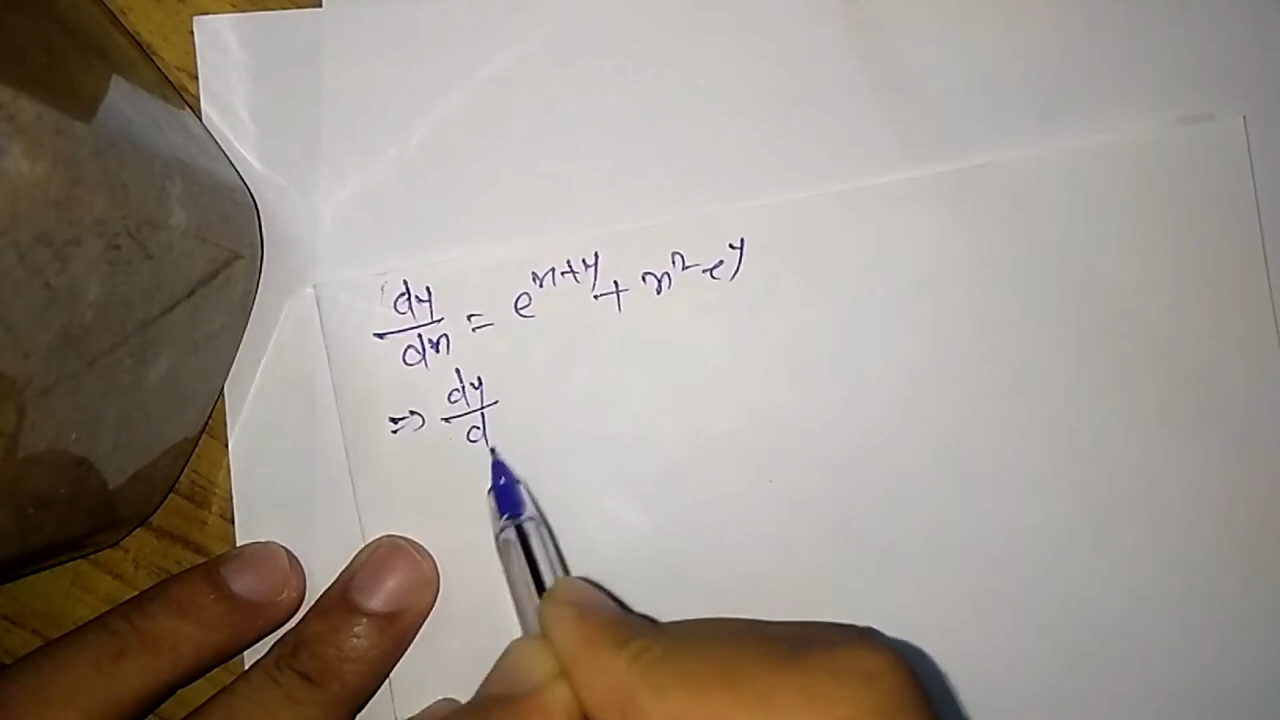 dy/dx = e^{x+y} + x^2 e^y
⇒ dy/d